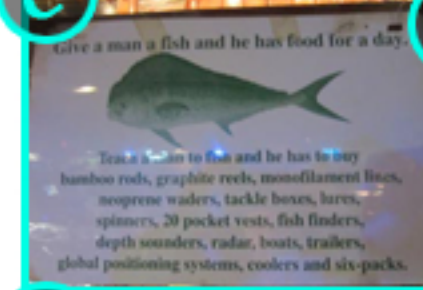 Give a man a fish and he has food for a day.
Teach a man to fish and he has to buy
bamboo rods, graphite reels, monofilament lines,
neoprene waders, tackle boxes, lures,
spinners, 20 pocket vests, fish finders,
depth sounders, radar, boats, trailers,
global positioning systems, coolers and six-packs.